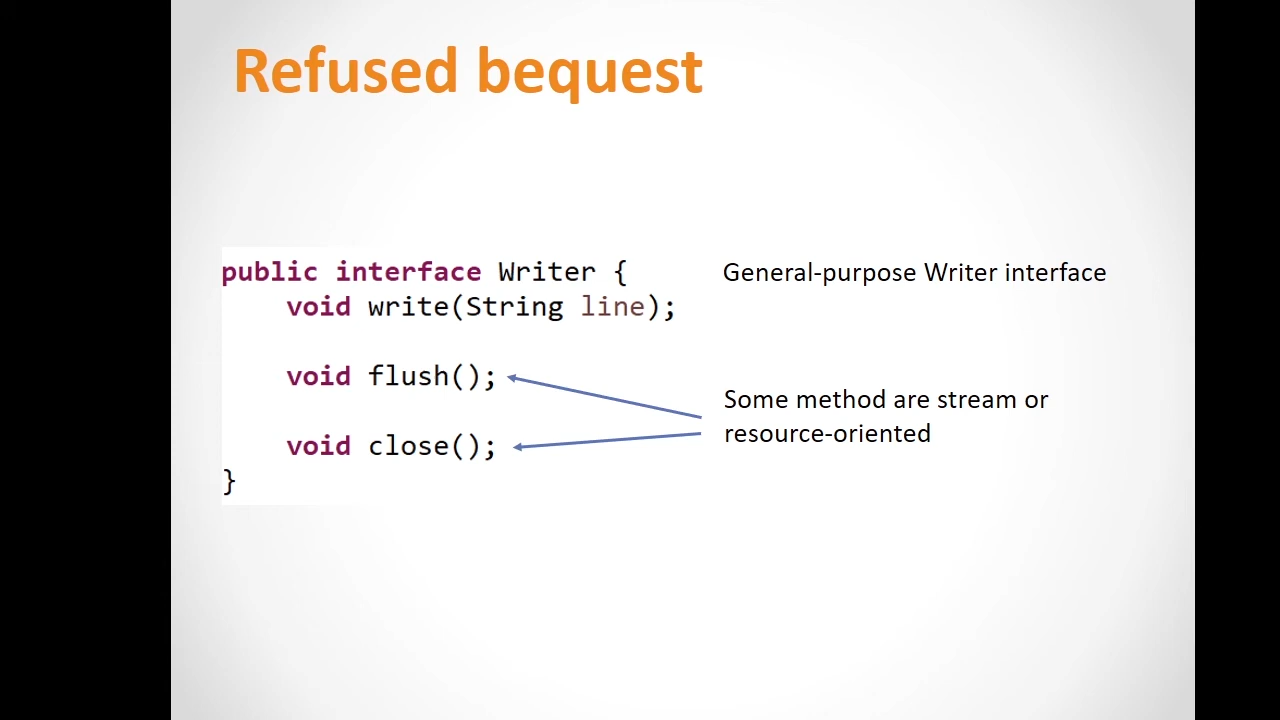 Refused bequest
public interface Writer {
General-purpose Writer interface
void write(String line);
void flush();
Some method are stream or
resource-oriented
void close();
}